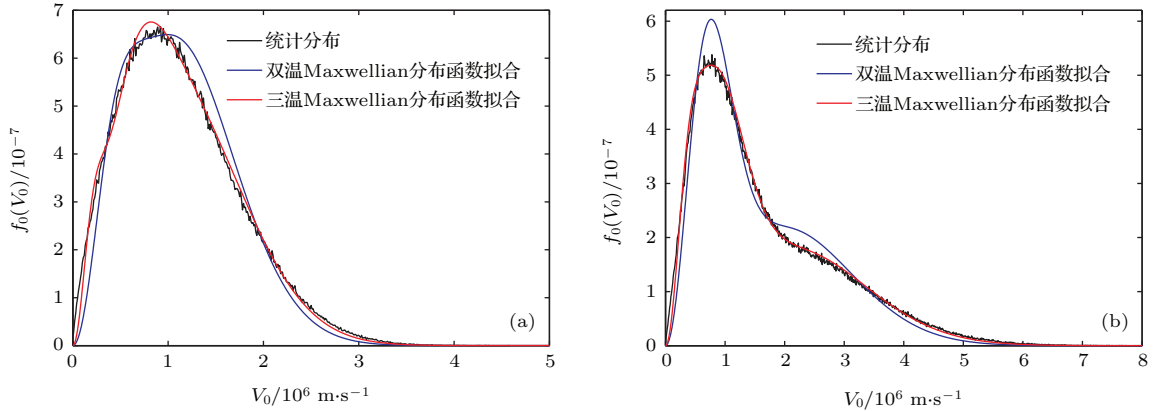 7
6
5
4
3
2
1
0
f₀(V₀)/10⁻⁷
统计分布
双温Maxwellian分布函数拟合
三温Maxwellian分布函数拟合
(a)
0 1 2 3 4 5
V₀/10⁶ m·s⁻¹
6
5
4
3
2
1
0
f₀(V₀)/10⁻⁷
统计分布
双温Maxwellian分布函数拟合
三温Maxwellian分布函数拟合
(b)
0 1 2 3 4 5 6 7 8
V₀/10⁶ m·s⁻¹